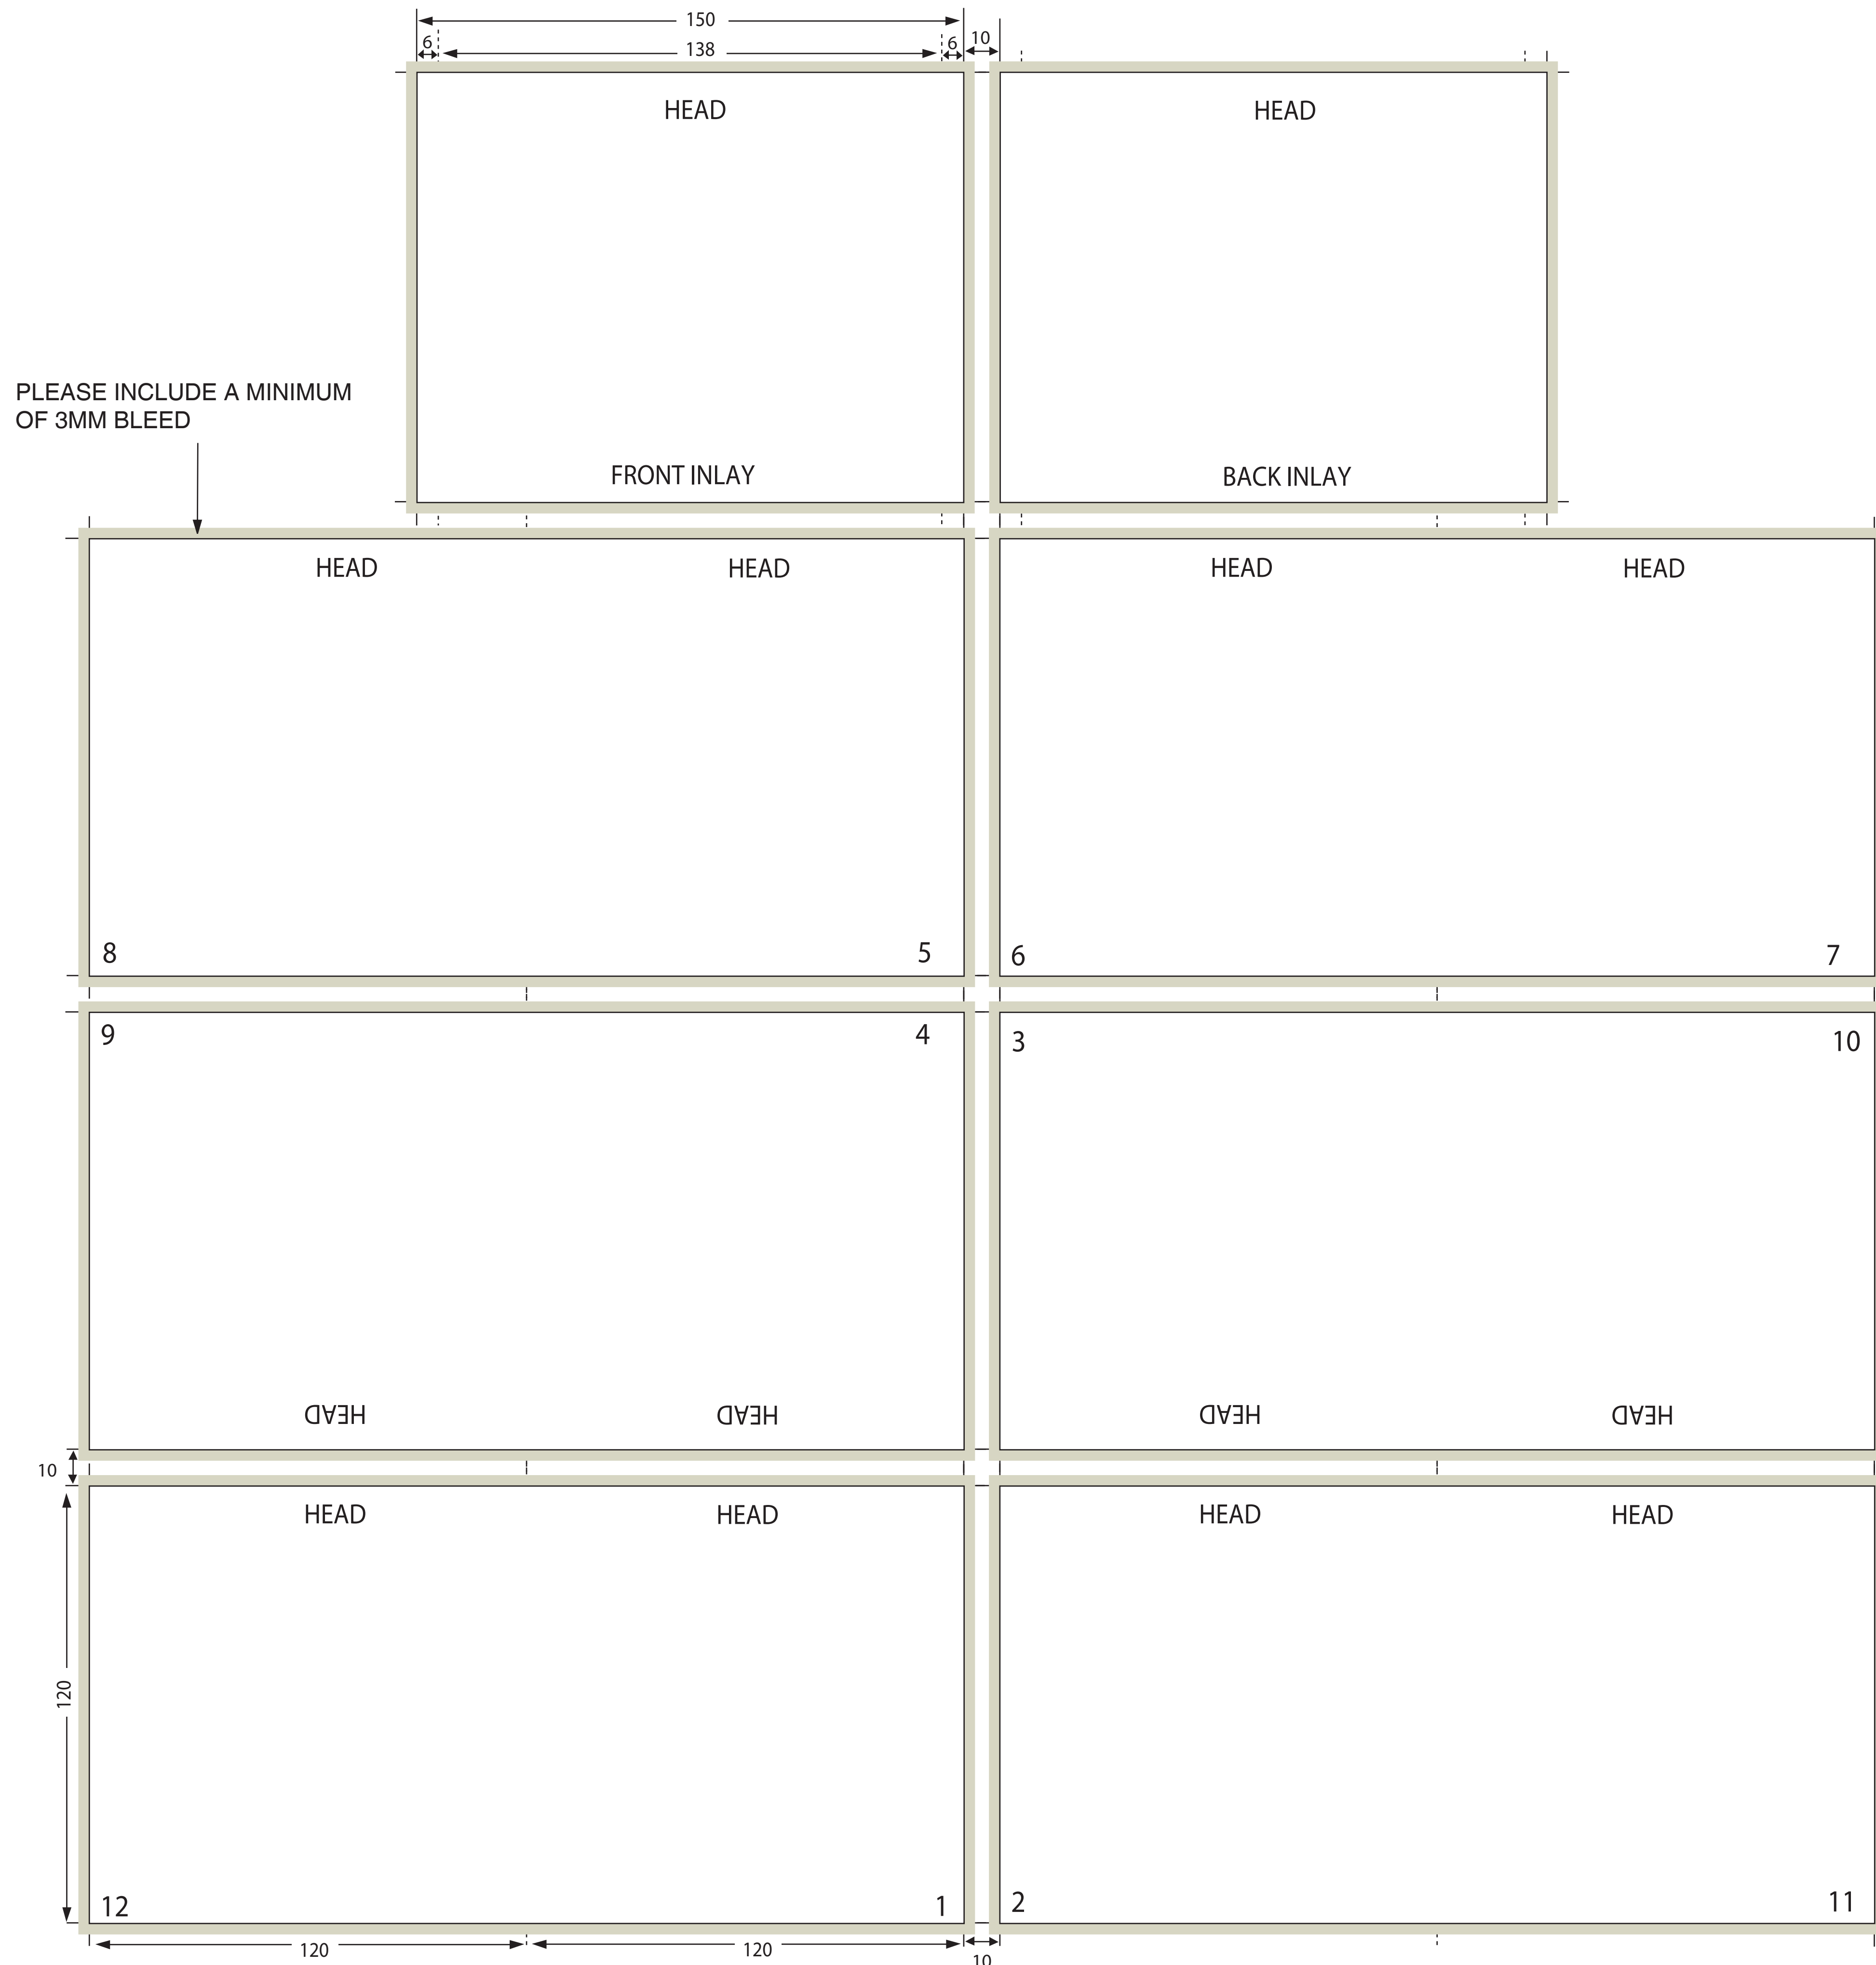 150
6
138
6
10
HEAD
HEAD
PLEASE INCLUDE A MINIMUM
OF 3MM BLEED
FRONT INLAY
BACK INLAY
HEAD
HEAD
HEAD
HEAD
8
5
6
7
9
4
3
10
HEAD
HEAD
HEAD
HEAD
10
HEAD
HEAD
HEAD
HEAD
120
12
1
2
11
120
120
10